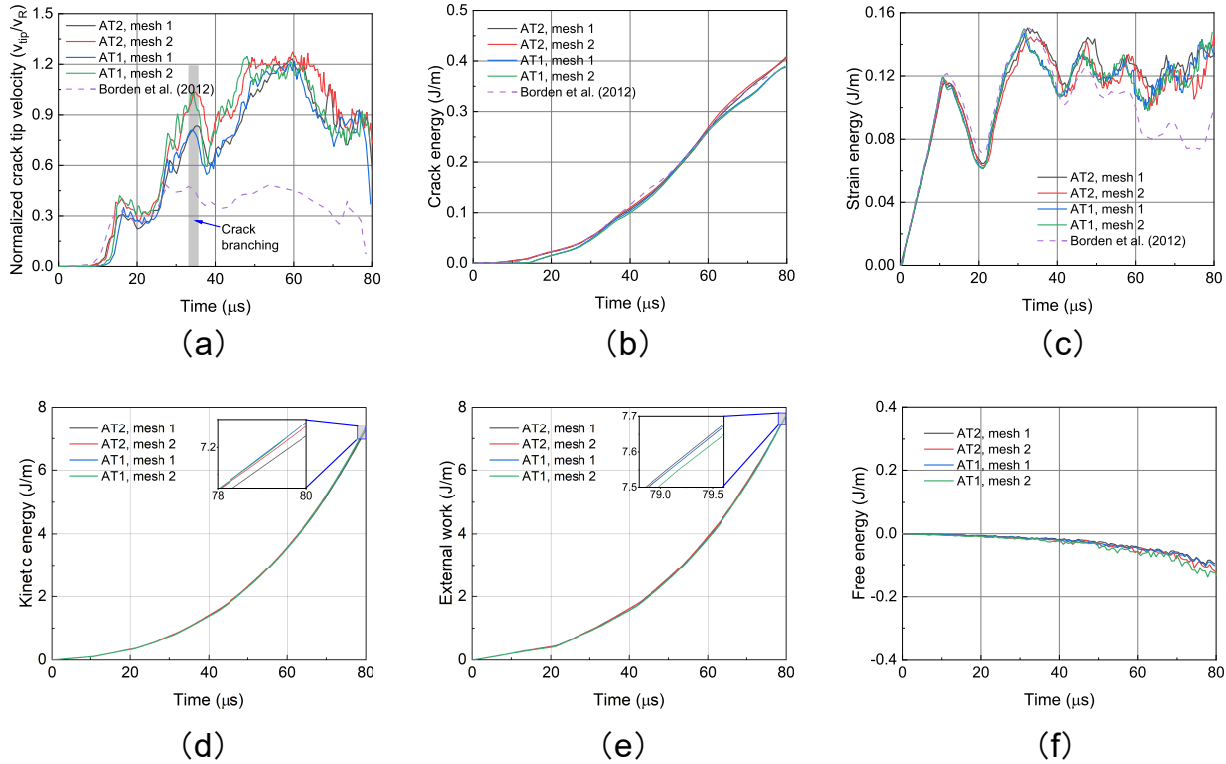 AT2, mesh 1
AT2, mesh 2
AT1, mesh 1
AT1, mesh 2
Borden et al. (2012)
Crack
branching
Normalized crack tip velocity (vtip/vR)
1.5
1.2
0.9
0.6
0.3
0.0
0 20 40 60 80
Time (μs)
(a)
AT2, mesh 1
AT2, mesh 2
AT1, mesh 1
AT1, mesh 2
Borden et al. (2012)
Crack energy (J/m)
0.5
0.4
0.3
0.2
0.1
0.0
0 20 40 60 80
Time (μs)
(b)
AT2, mesh 1
AT2, mesh 2
AT1, mesh 1
AT1, mesh 2
Borden et al. (2012)
Strain energy (J/m)
0.16
0.12
0.08
0.04
0.00
0 20 40 60 80
Time (μs)
(c)
AT2, mesh 1
AT2, mesh 2
AT1, mesh 1
AT1, mesh 2
7.2
78 80
Kinet c energy (J/m)
8
6
4
2
0
0 20 40 60 80
Time (μs)
(d)
AT2, mesh 1
AT2, mesh 2
AT1, mesh 1
AT1, mesh 2
7.7
7.6
7.5
79.0 79.5
External work (J/m)
8
6
4
2
0
0 20 40 60 80
Time (μs)
(e)
AT2, mesh 1
AT2, mesh 2
AT1, mesh 1
AT1, mesh 2
Free energy (J/m)
0.4
0.2
0.0
-0.2
-0.4
0 20 40 60 80
Time (μs)
(f)